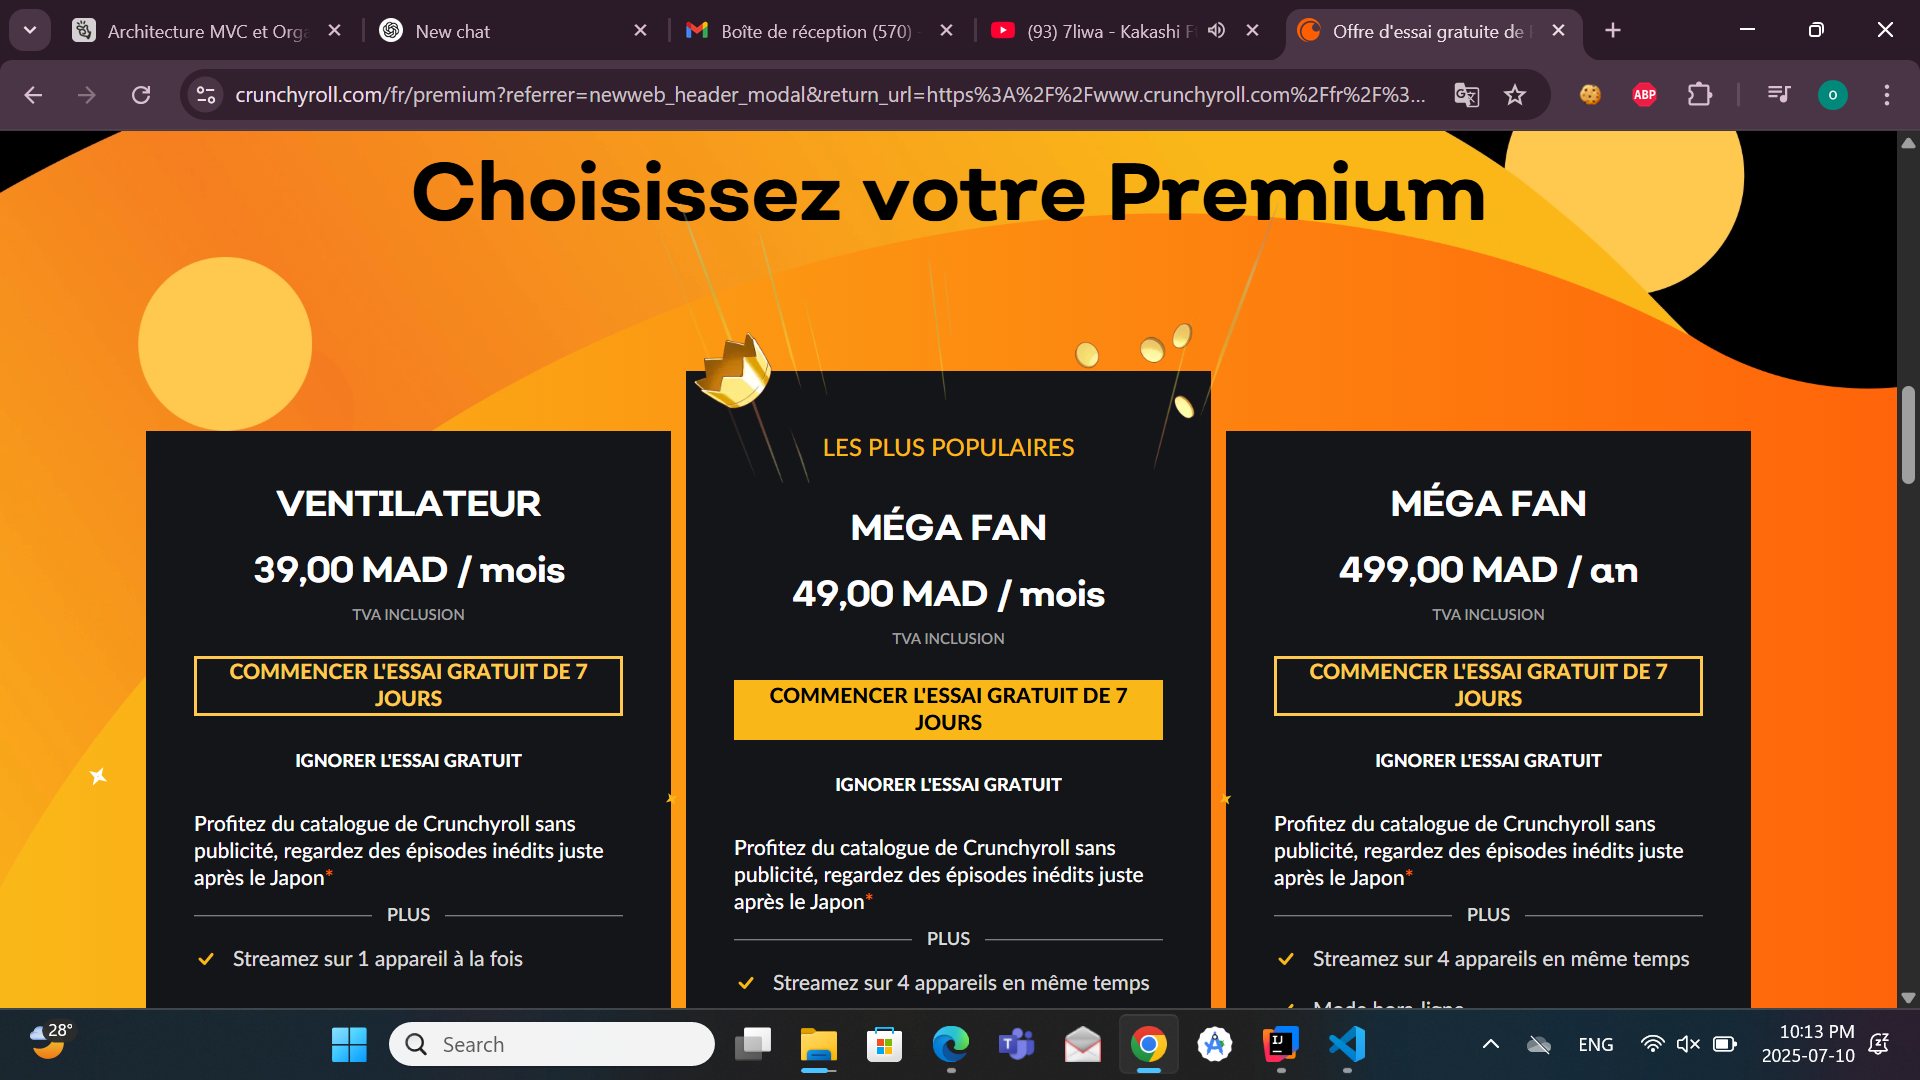 Architecture MVC et Orga
New chat
Boîte de réception (570) -
(93) 7liwa - Kakashi Ft
Offre d'essai gratuite de
crunchyroll.com/fr/premium?referrer=newweb_header_modal&return_url=https%3A%2F%2Fwww.crunchyroll.com%2Ffr%2F%3...
ABP
O
Choisissez votre Premium
VENTILATEUR
39,00 MAD / mois
TVA INCLUSION
COMMENCER L'ESSAI GRATUIT DE 7
JOURS
IGNORER L'ESSAI GRATUIT
Profitez du catalogue de Crunchyroll sans
publicité, regardez des épisodes inédits juste
après le Japon*
PLUS
Streamez sur 1 appareil à la fois
LES PLUS POPULAIRES
MÉGA FAN
49,00 MAD / mois
TVA INCLUSION
COMMENCER L'ESSAI GRATUIT DE 7
JOURS
IGNORER L'ESSAI GRATUIT
Profitez du catalogue de Crunchyroll sans
publicité, regardez des épisodes inédits juste
après le Japon*
PLUS
Streamez sur 4 appareils en même temps
MÉGA FAN
499,00 MAD / an
TVA INCLUSION
COMMENCER L'ESSAI GRATUIT DE 7
JOURS
IGNORER L'ESSAI GRATUIT
Profitez du catalogue de Crunchyroll sans
publicité, regardez des épisodes inédits juste
après le Japon*
PLUS
Streamez sur 4 appareils en même temps
Mode hors ligne
28°
Search
ENG
10:13 PM
2025-07-10